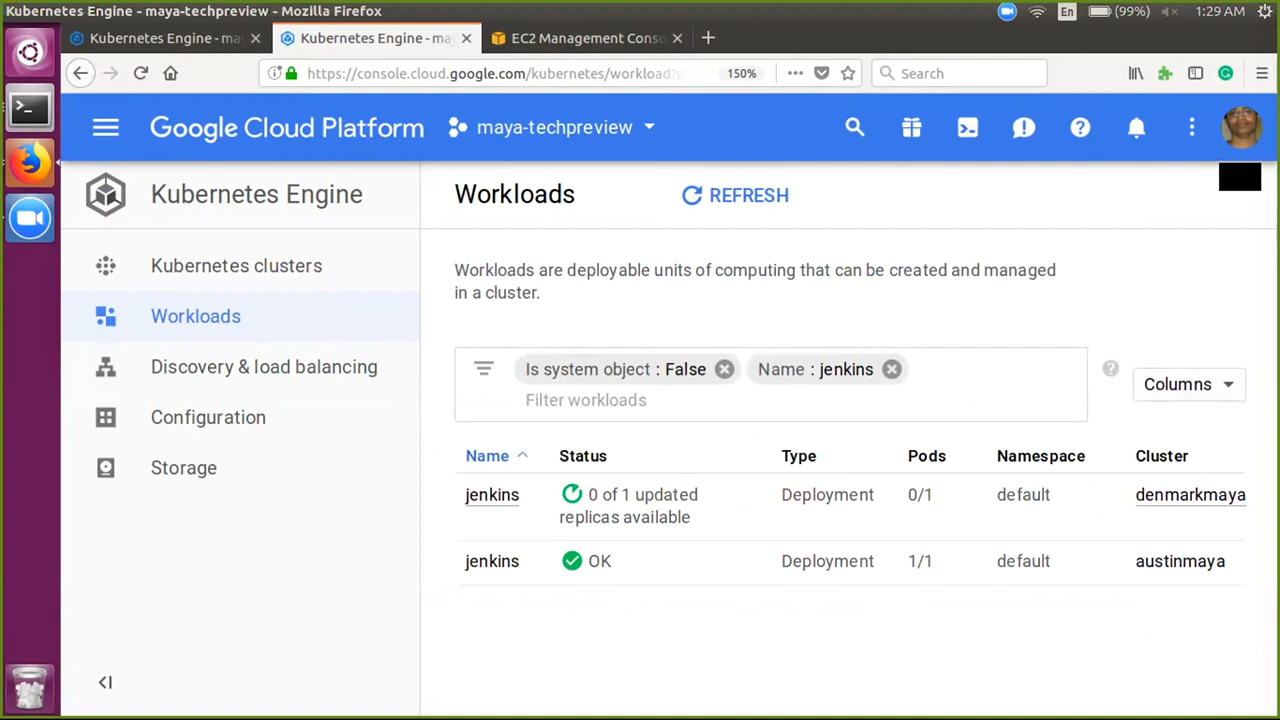 Kubernetes Engine - maya-techpreview - Mozilla Firefox
En (99%) 1:29 AM
Kubernetes Engine - ma
Kubernetes Engine - ma
EC2 Management Conso
https://console.cloud.google.com/kubernetes/workload?
150%
Search
Google Cloud Platform
maya-techpreview
Kubernetes Engine
Workloads
REFRESH
Kubernetes clusters
Workloads
Discovery & load balancing
Configuration
Storage
Workloads are deployable units of computing that can be created and managed
in a cluster.
Is system object : False
Name : jenkins
Filter workloads
Columns
Name Status Type Pods Namespace Cluster
jenkins 0 of 1 updated Deployment 0/1 default denmarkmaya
replicas available
jenkins OK Deployment 1/1 default austinmaya